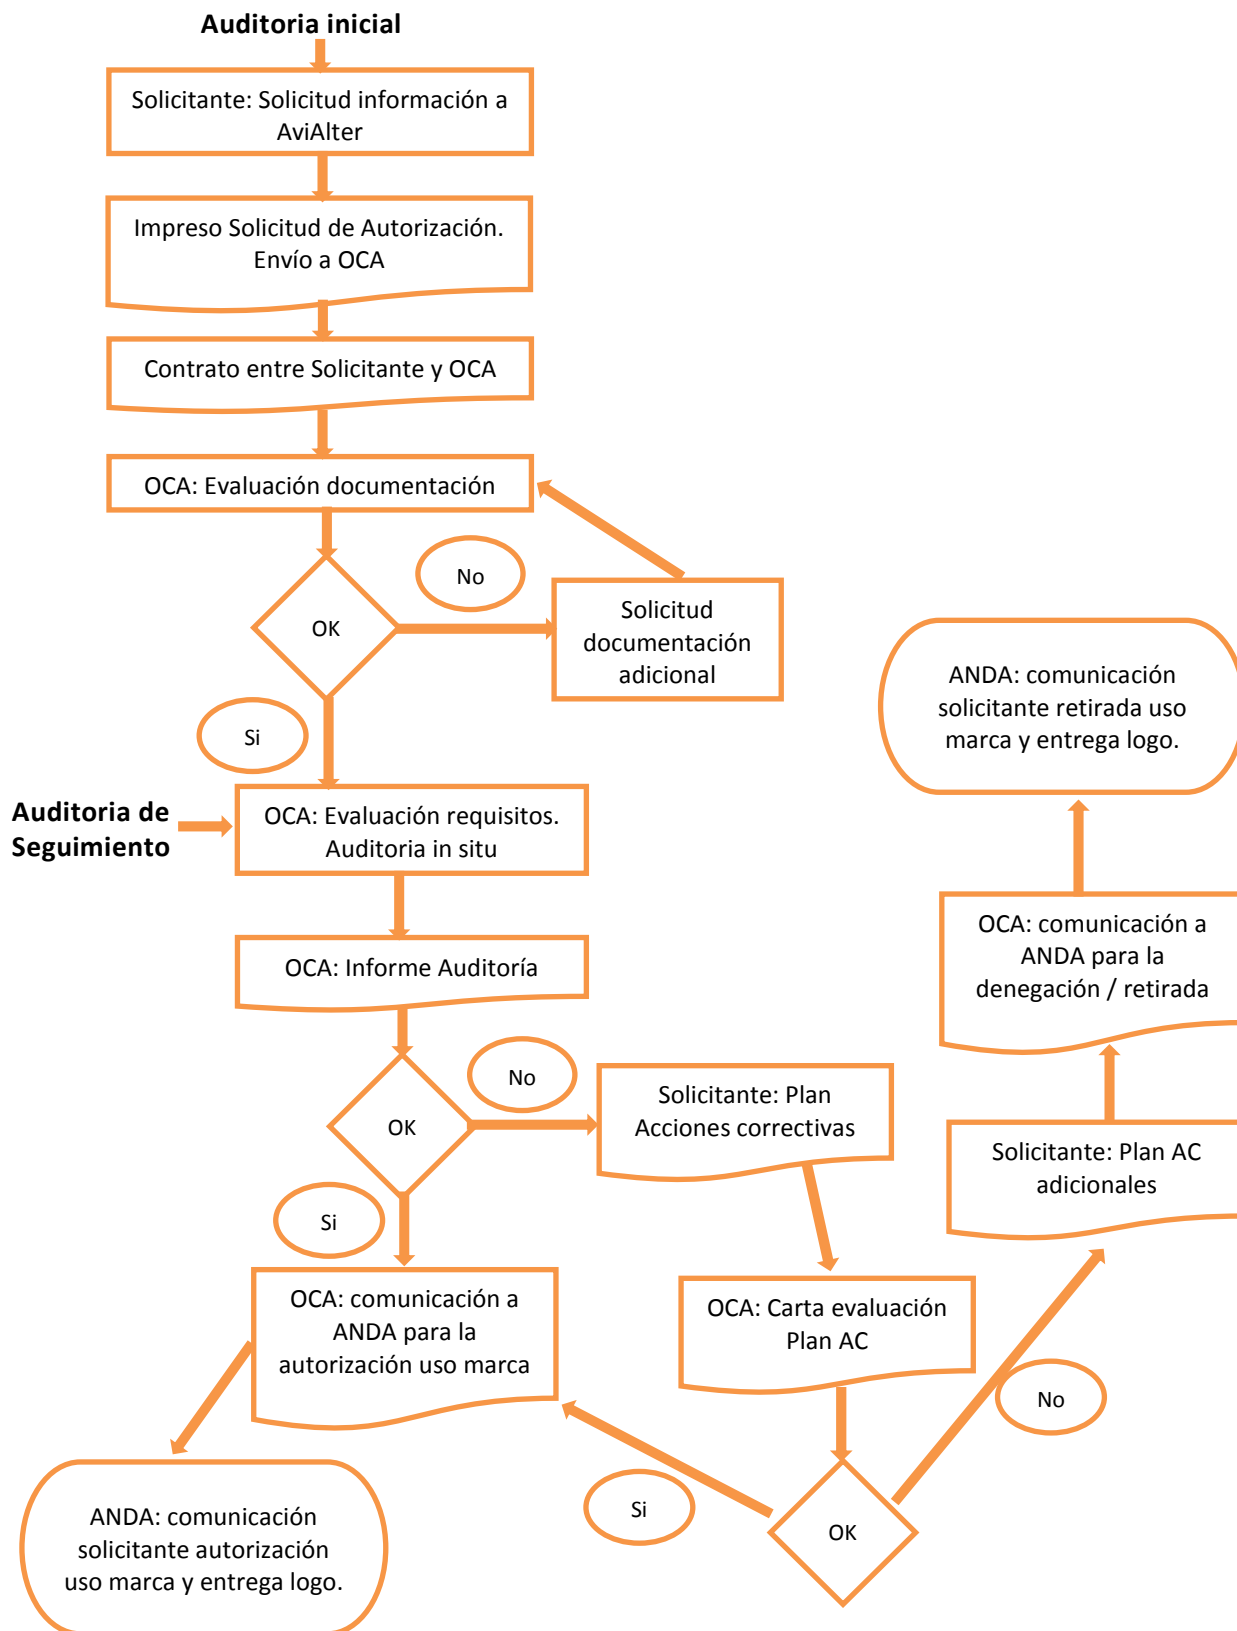 Auditoria inicial
Solicitante: Solicitud información a
AviAlter
Impreso Solicitud de Autorización.
Envío a OCA
Contrato entre Solicitante y OCA
OCA: Evaluación documentación
No
OK
Solicitud
documentación
adicional
Si
ANDA: comunicación
solicitante retirada uso
marca y entrega logo.
Auditoria de
Seguimiento
OCA: Evaluación requisitos.
Auditoria in situ
OCA: comunicación a
ANDA para la
denegación / retirada
OCA: Informe Auditoría
No
OK
Solicitante: Plan
Acciones correctivas
Solicitante: Plan AC
adicionales
Si
OCA: comunicación a
ANDA para la
autorización uso marca
OCA: Carta evaluación
Plan AC
No
Si
OK
ANDA: comunicación
solicitante autorización
uso marca y entrega logo.